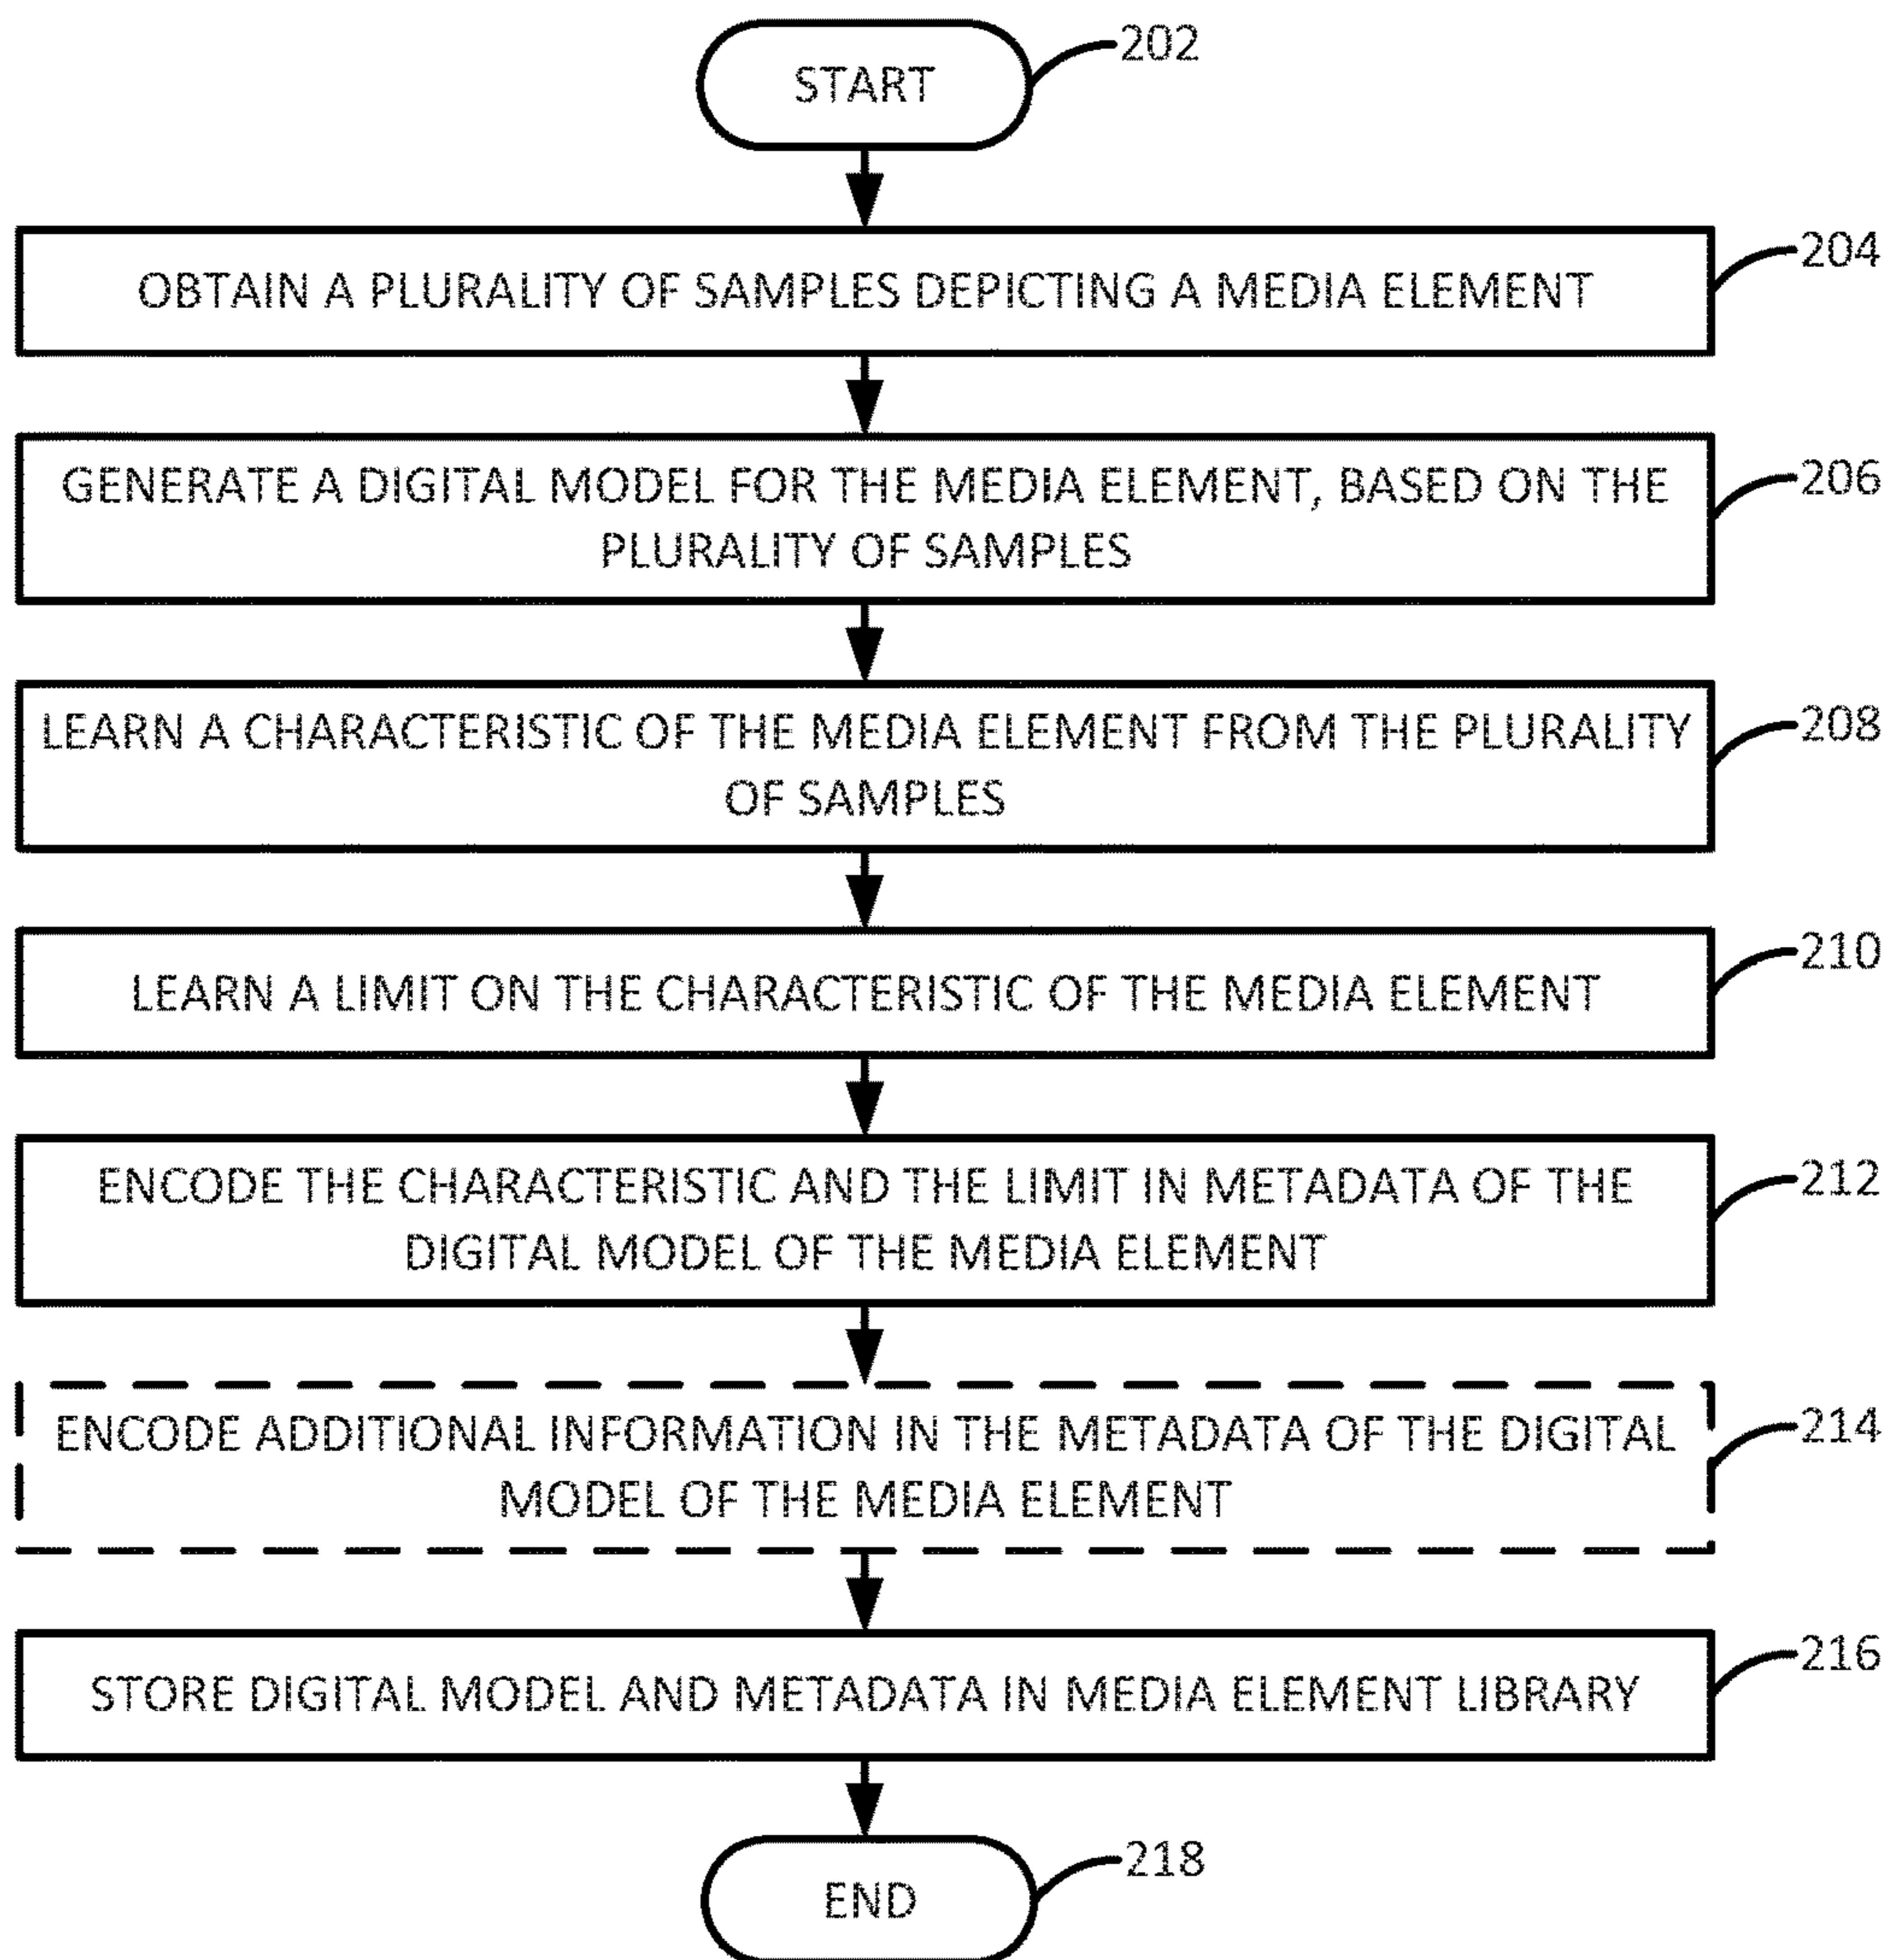 START
202
OBTAIN A PLURALITY OF SAMPLES DEPICTING A MEDIA ELEMENT
204
GENERATE A DIGITAL MODEL FOR THE MEDIA ELEMENT, BASED ON THE
PLURALITY OF SAMPLES
206
LEARN A CHARACTERISTIC OF THE MEDIA ELEMENT FROM THE PLURALITY
OF SAMPLES
208
LEARN A LIMIT ON THE CHARACTERISTIC OF THE MEDIA ELEMENT
210
ENCODE THE CHARACTERISTIC AND THE LIMIT IN METADATA OF THE
DIGITAL MODEL OF THE MEDIA ELEMENT
212
ENCODE ADDITIONAL INFORMATION IN THE METADATA OF THE DIGITAL
MODEL OF THE MEDIA ELEMENT
214
STORE DIGITAL MODEL AND METADATA IN MEDIA ELEMENT LIBRARY
216
END
218